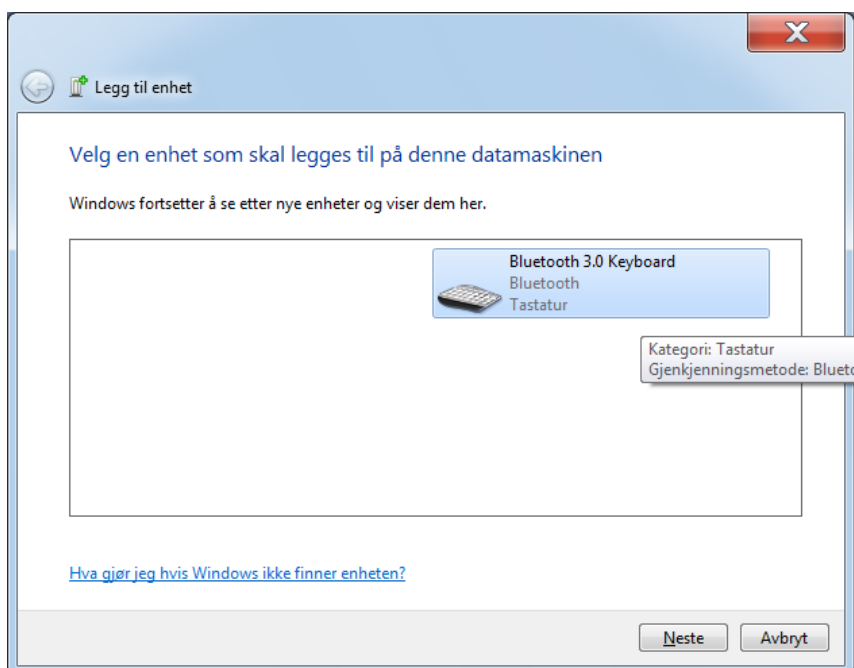 Legg til enhet
Velg en enhet som skal legges til på denne datamaskinen
Windows fortsetter å se etter nye enheter og viser dem her.
Bluetooth 3.0 Keyboard
Bluetooth
Tastatur
Kategori: Tastatur
Gjenkjenningsmetode:
Hva gjør jeg hvis Windows ikke finner enheten?
Neste
Avbryt